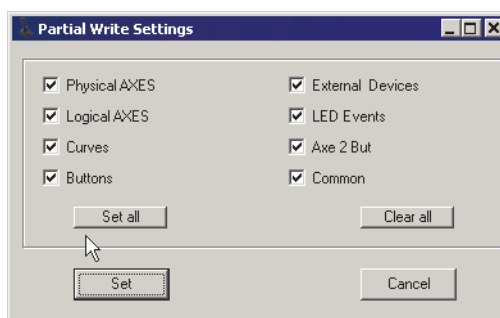 Partial Write Settings
Physical AXES
Logical AXES
Curves
Buttons
External Devices
LED Events
Axe 2 But
Common
Set all
Clear all
Set
Cancel